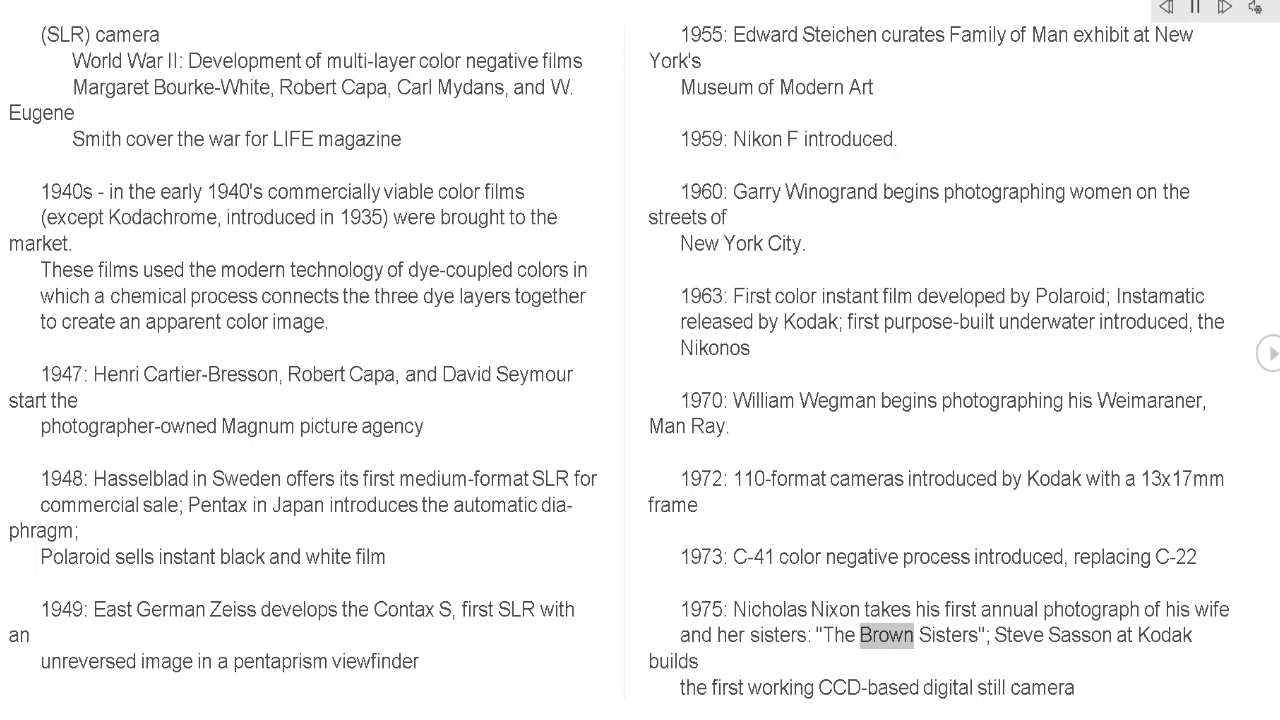 (SLR) camera
World War II: Development of multi-layer color negative films
Margaret Bourke-White, Robert Capa, Carl Mydans, and W.
Eugene
Smith cover the war for LIFE magazine
1940s - in the early 1940's commercially viable color films
(except Kodachrome, introduced in 1935) were brought to the
market.
These films used the modern technology of dye-coupled colors in
which a chemical process connects the three dye layers together
to create an apparent color image.
1947: Henri Cartier-Bresson, Robert Capa, and David Seymour
start the
photographer-owned Magnum picture agency
1948: Hasselblad in Sweden offers its first medium-format SLR for
commercial sale; Pentax in Japan introduces the automatic dia-
phragm;
Polaroid sells instant black and white film
1949: East German Zeiss develops the Contax S, first SLR with
an
unreversed image in a pentaprism viewfinder
1955: Edward Steichen curates Family of Man exhibit at New
York's
Museum of Modern Art
1959: Nikon F introduced.
1960: Garry Winogrand begins photographing women on the
streets of
New York City.
1963: First color instant film developed by Polaroid; Instamatic
released by Kodak; first purpose-built underwater introduced, the
Nikonos
1970: William Wegman begins photographing his Weimaraner,
Man Ray.
1972: 110-format cameras introduced by Kodak with a 13x17mm
frame
1973: C-41 color negative process introduced, replacing C-22
1975: Nicholas Nixon takes his first annual photograph of his wife
and her sisters: "The Brown Sisters"; Steve Sasson at Kodak
builds
the first working CCD-based digital still camera